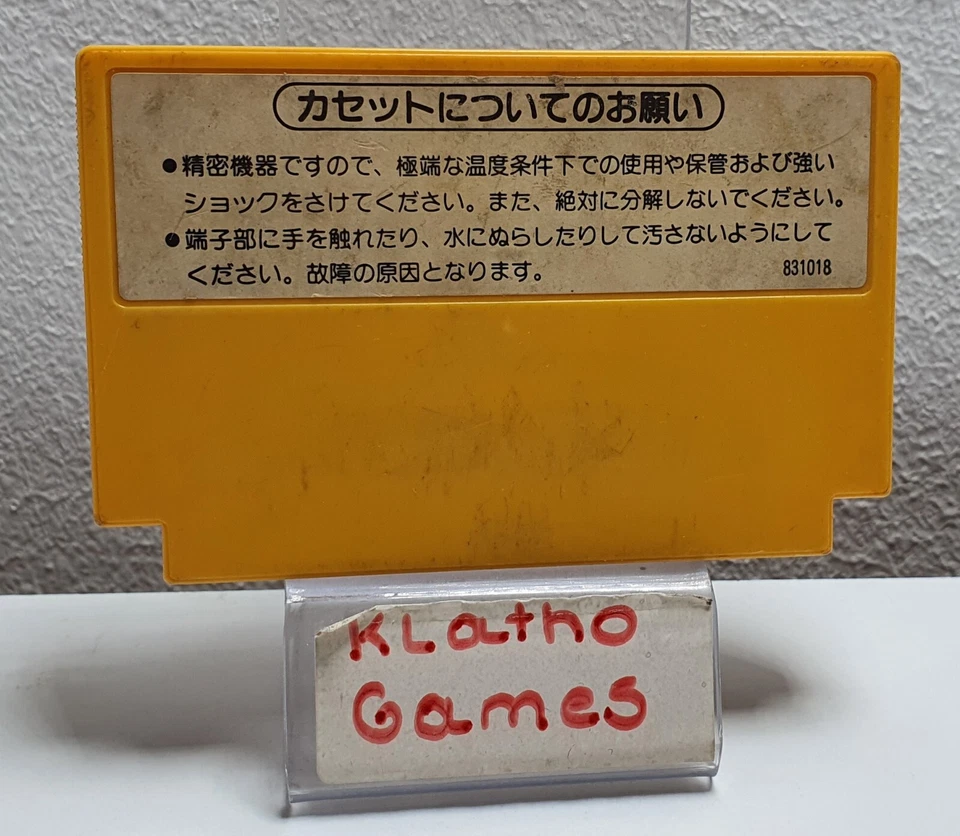 カセットについてのお願い
●精密機器ですので、極端な温度条件下での使用や保管および強い
ショックをさけてください。また、絶対に分解しないでください。
●端子部に手を触れたり、水にぬらしたりして汚さないようにして
ください。故障の原因となります。 831018
KLatho
Games